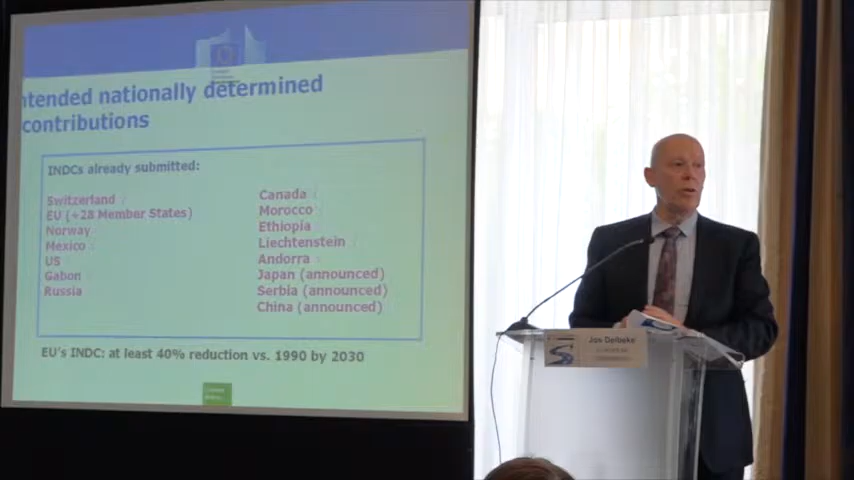 ntended nationally determined
contributions
INDCs already submitted:
Switzerland
EU (+28 Member States)
Norway
Mexico
US
Gabon
Russia
Canada
Morocco
Ethiopia
Liechtenstein
Andorra
Japan (announced)
Serbia (announced)
China (announced)
EU's INDC: at least 40% reduction vs. 1990 by 2030
Jos Delbeke